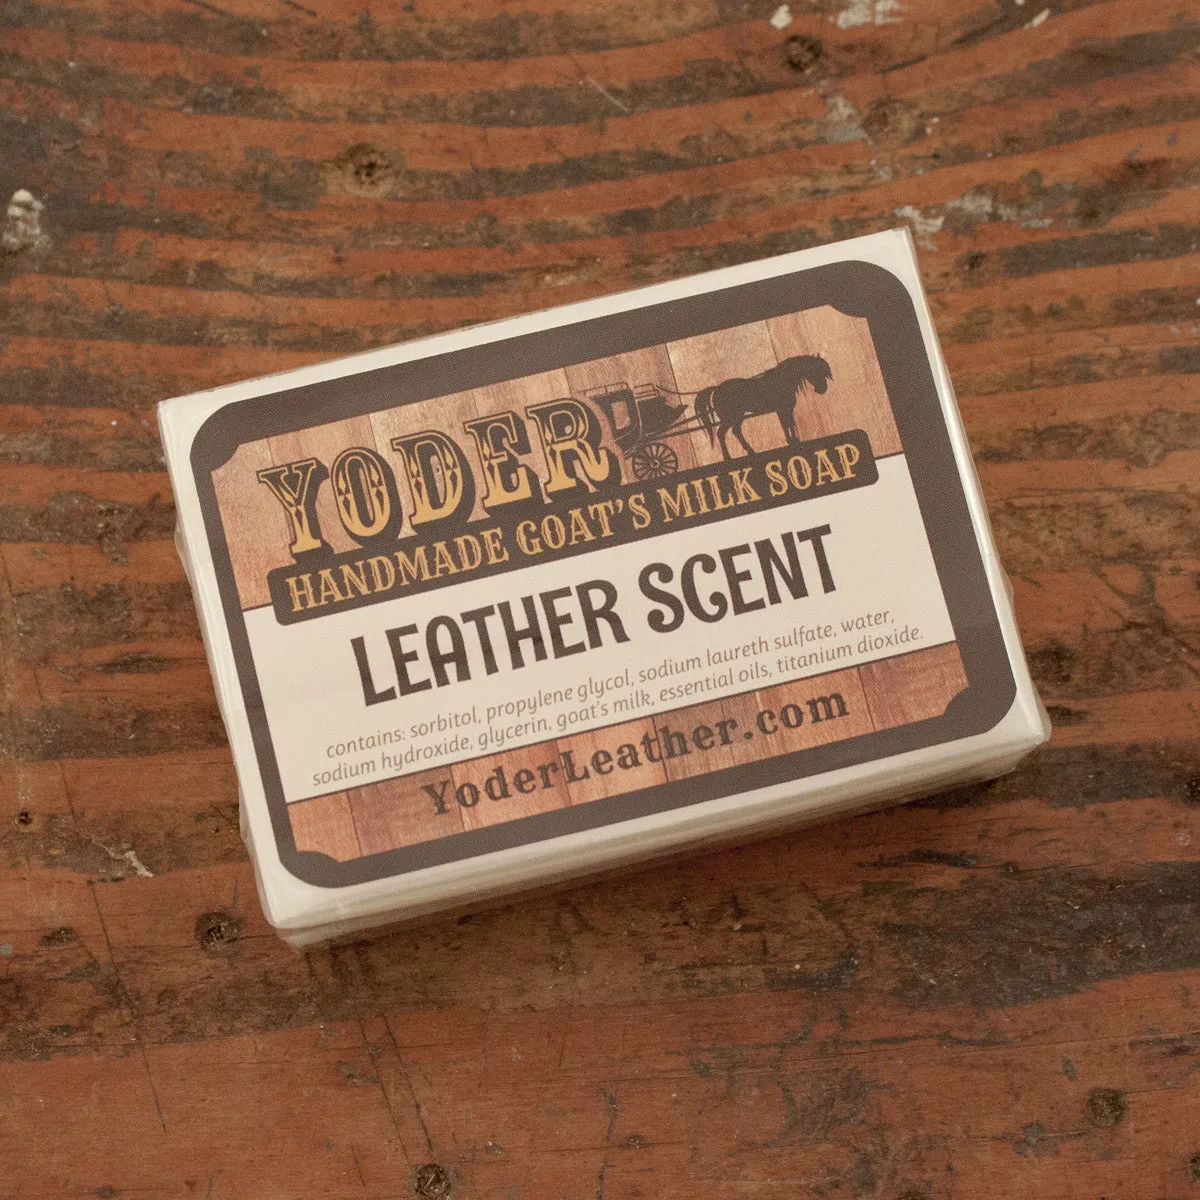 YODER
HANDMADE GOAT'S MILK SOAP
LEATHER SCENT
contains: sorbitol, propylene glycol, sodium laureth sulfate, water,
sodium hydroxide, glycerin, goat's milk, essential oils, titanium dioxide.
YoderLeather.com